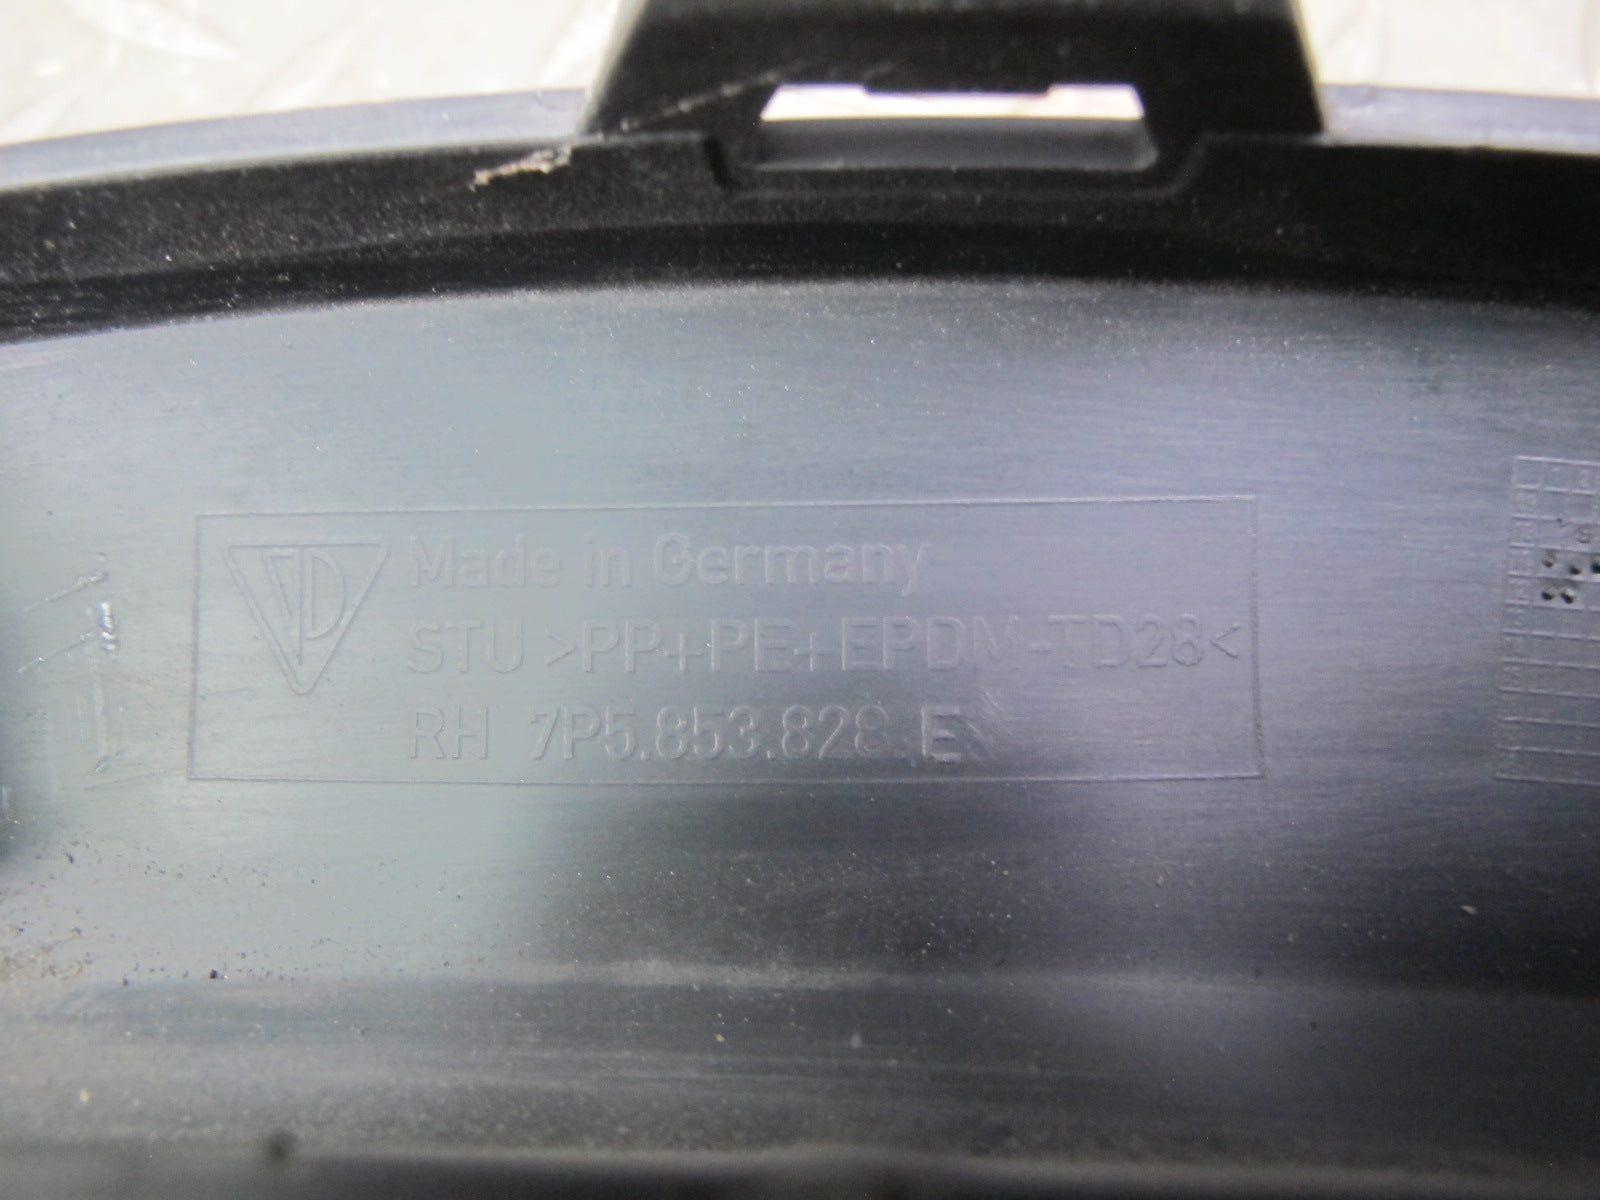 Made in Germany
STU >PP+PE+EPDM-TD28<
RH 7P5.853.828 E